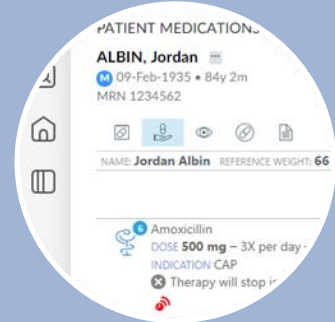 PATIENT MEDICATIONS
ALBIN, Jordan
M 09-Feb-1935 • 84y 2m
MRN 1234562
NAME: Jordan Albin REFERENCE WEIGHT: 66
6 Amoxicillin
DOSE 500 mg – 3X per day -
INDICATION CAP
Therapy will stop